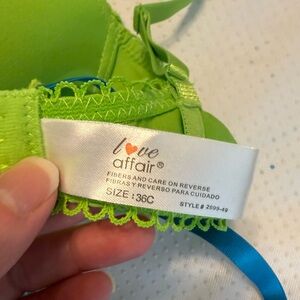 love
affair®
FIBERS AND CARE ON REVERSE
FIBRAS Y REVERSO PARA CUIDADO
SIZE : 36C
STYLE # 2699-49